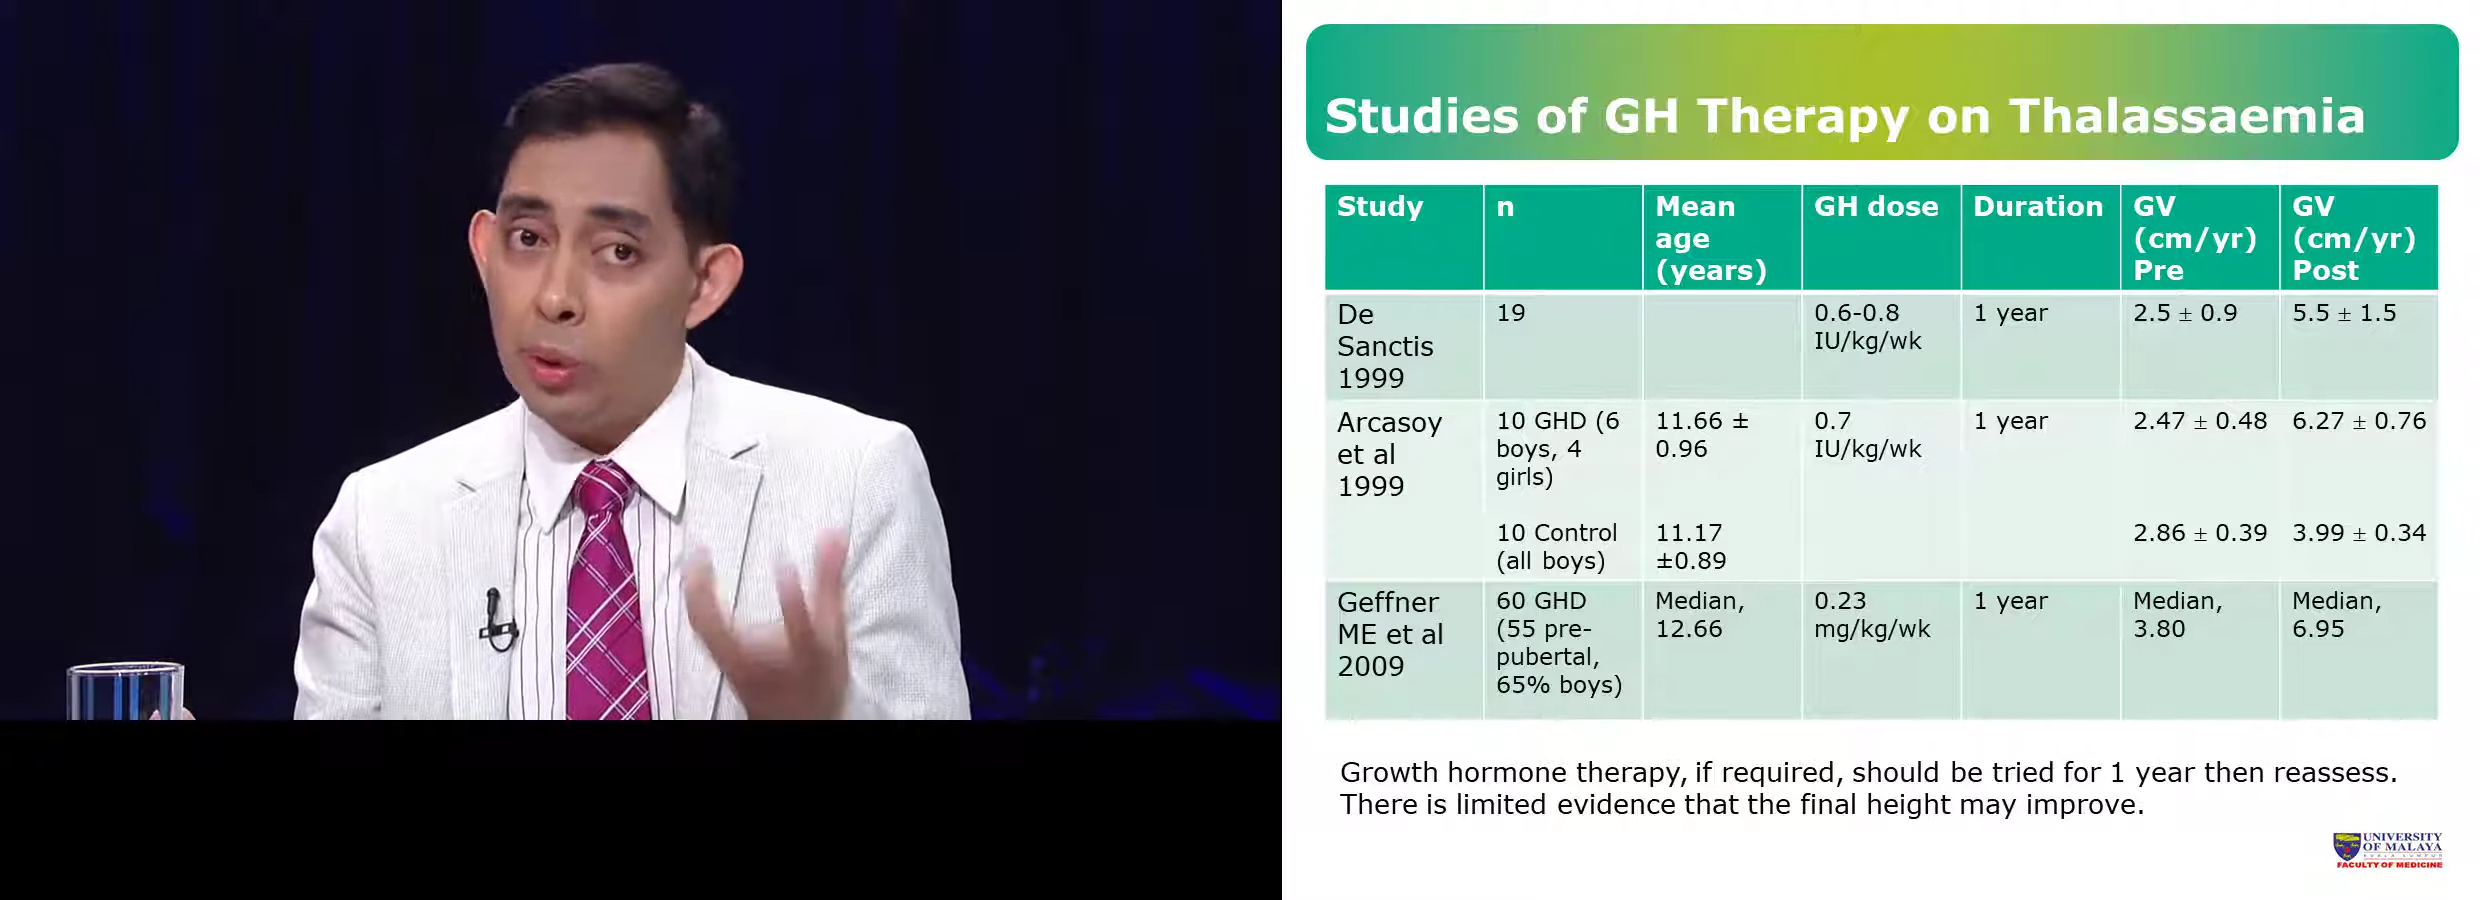 Studies of GH Therapy on Thalassaemia
Study
n
Mean
age
(years)
GH dose
Duration
GV
(cm/yr)
Pre
GV
(cm/yr)
Post
De
Sanctis
1999
19
0.6-0.8
IU/kg/wk
1 year
2.5 ± 0.9
5.5 ± 1.5
Arcasoy
et al
1999
10 GHD (6
boys, 4
girls)
11.66 ±
0.96
0.7
IU/kg/wk
1 year
2.47 ± 0.48
6.27 ± 0.76
10 Control
(all boys)
11.17
±0.89
2.86 ± 0.39
3.99 ± 0.34
Geffner
ME et al
2009
60 GHD
(55 pre-
pubertal,
65% boys)
Median,
12.66
0.23
mg/kg/wk
1 year
Median,
3.80
Median,
6.95
Growth hormone therapy, if required, should be tried for 1 year then reassess.
There is limited evidence that the final height may improve.
UNIVERSITY
OF MALAYA
KUALA LUMPUR
FACULTY OF MEDICINE